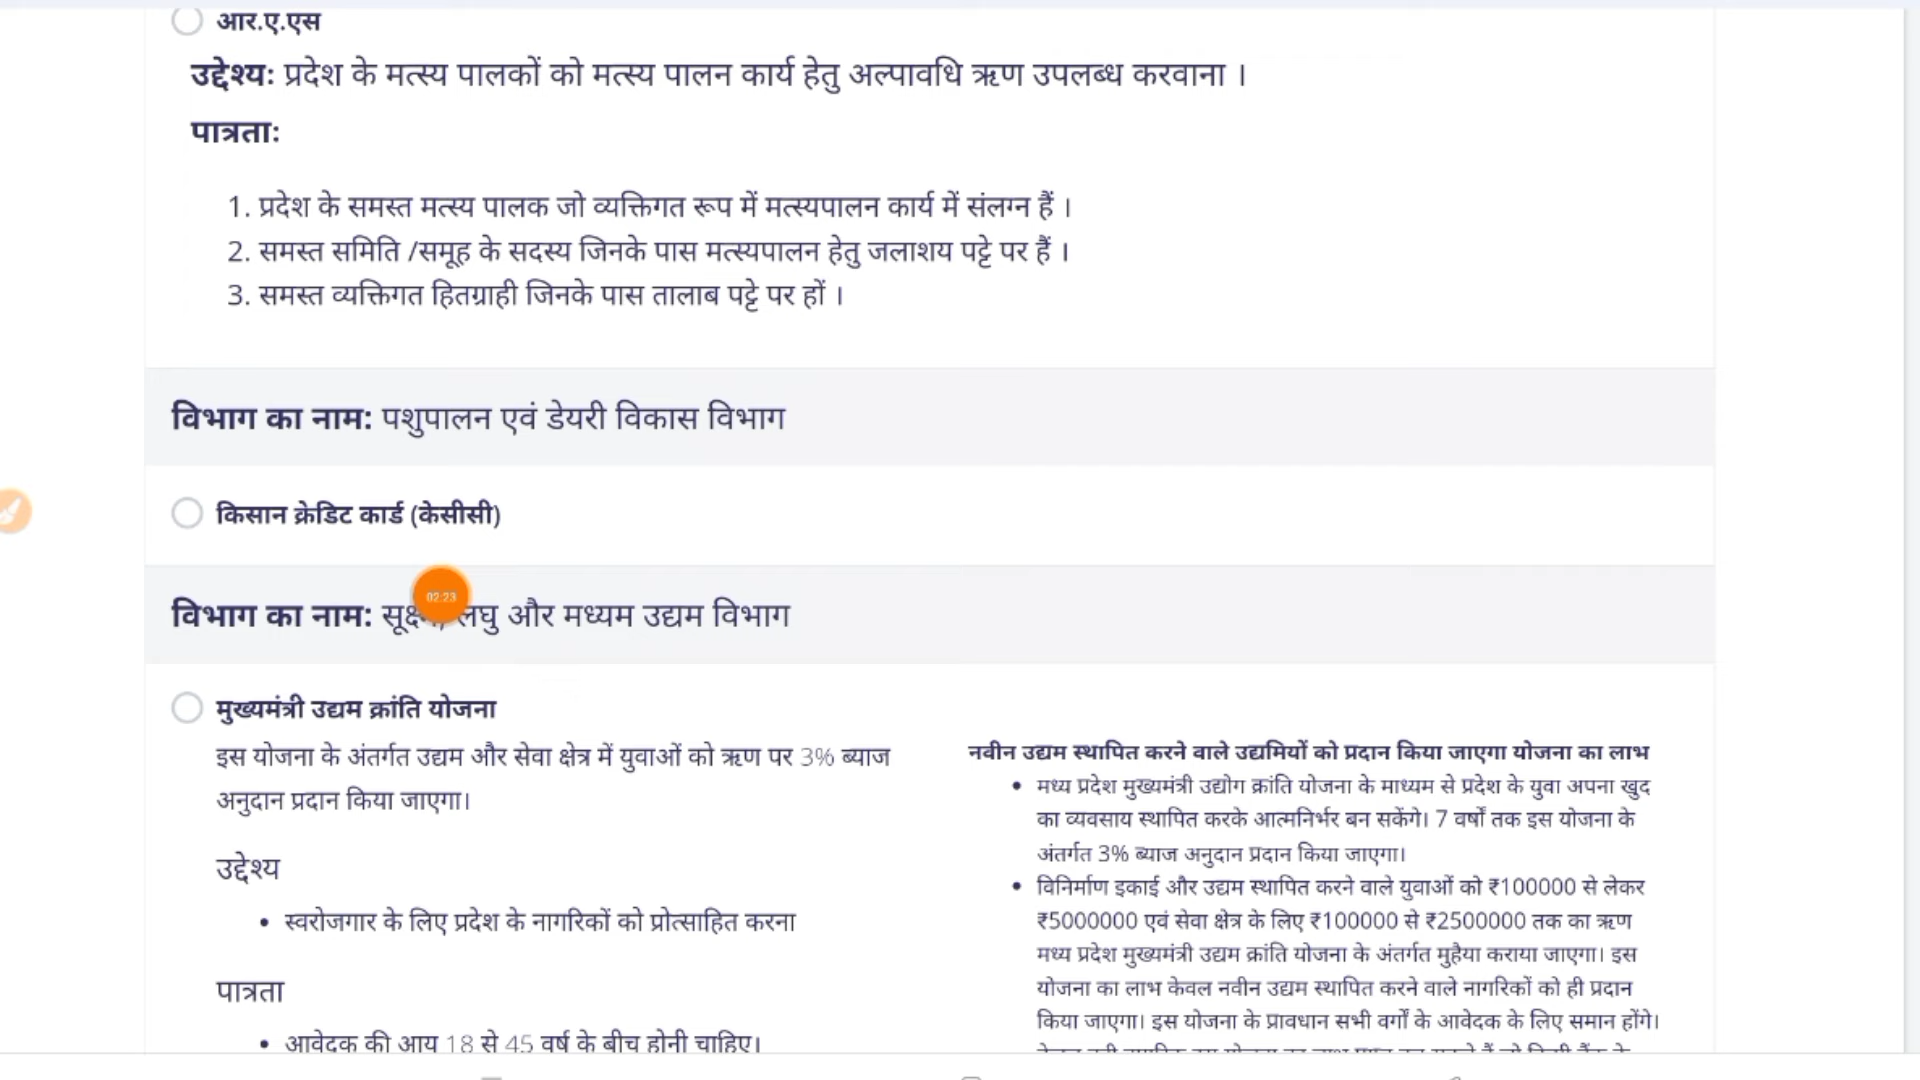 आर.ए.एस
उद्देश्य: प्रदेश के मत्स्य पालकों को मत्स्य पालन कार्य हेतु अल्पावधि ऋण उपलब्ध करवाना ।
पात्रता:
1. प्रदेश के समस्त मत्स्य पालक जो व्यक्तिगत रूप में मत्स्यपालन कार्य में संलग्न हैं ।
2. समस्त समिति /समूह के सदस्य जिनके पास मत्स्यपालन हेतु जलाशय पट्टे पर हैं ।
3. समस्त व्यक्तिगत हितग्राही जिनके पास तालाब पट्टे पर हों ।
विभाग का नाम: पशुपालन एवं डेयरी विकास विभाग
किसान क्रेडिट कार्ड (केसीसी)
02:23
विभाग का नाम: लघु और मध्यम उद्यम विभाग
मुख्यमंत्री उद्यम क्रांति योजना
इस योजना के अंतर्गत उद्यम और सेवा क्षेत्र में युवाओं को ऋण पर 3% ब्याज
अनुदान प्रदान किया जाएगा।
उद्देश्य
• स्वरोजगार के लिए प्रदेश के नागरिकों को प्रोत्साहित करना
पात्रता
• आवेदक की आयु 18 से 45 वर्ष के बीच होनी चाहिए।
नवीन उद्यम स्थापित करने वाले उद्यमियों को प्रदान किया जाएगा योजना का लाभ
• मध्य प्रदेश मुख्यमंत्री उद्योग क्रांति योजना के माध्यम से प्रदेश के युवा अपना खुद
का व्यवसाय स्थापित करके आत्मनिर्भर बन सकेंगे। 7 वर्षों तक इस योजना के
अंतर्गत 3% ब्याज अनुदान प्रदान किया जाएगा।
• विनिर्माण इकाई और उद्यम स्थापित करने वाले युवाओं को ₹100000 से लेकर
₹5000000 एवं सेवा क्षेत्र के लिए ₹100000 से ₹2500000 तक का ऋण
मध्य प्रदेश मुख्यमंत्री उद्यम क्रांति योजना के अंतर्गत मुहैया कराया जाएगा। इस
योजना का लाभ केवल नवीन उद्यम स्थापित करने वाले नागरिकों को ही प्रदान
किया जाएगा। इस योजना के प्रावधान सभी वर्गों के आवेदक के लिए समान होंगे।